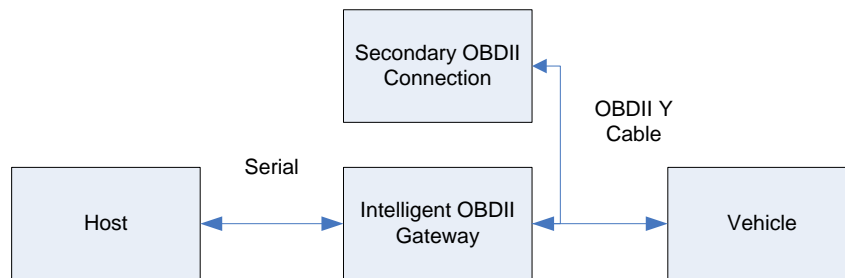 Secondary OBDII
Connection
OBDII Y
Cable
Serial
Host
Intelligent OBDII
Gateway
Vehicle